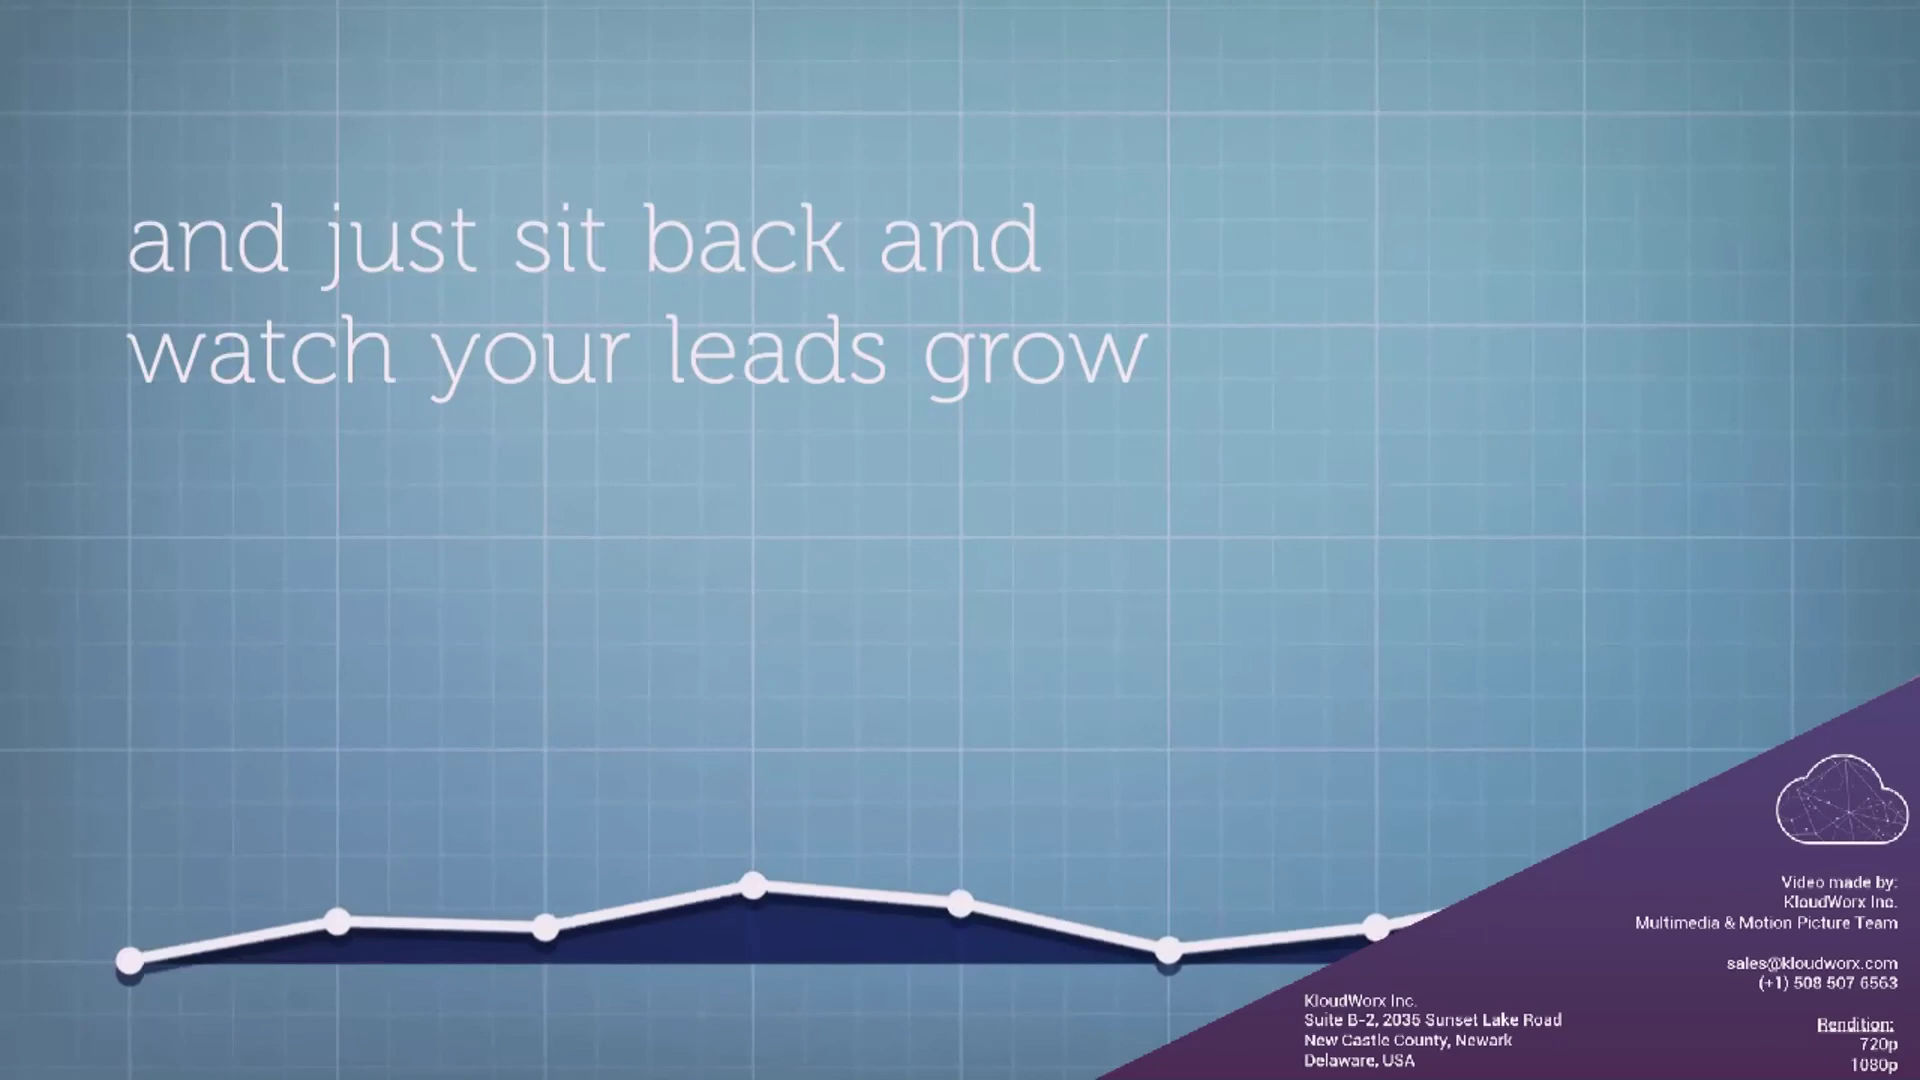 and just sit back and
watch your leads grow
Video made by:
KloudWorx Inc.
Multimedia & Motion Picture Team
sales@kloudworx.com
(+1) 508 507 6563
KloudWorx Inc.
Suite B-2, 2035 Sunset Lake Road
New Castle County, Newark
Delaware, USA
Rendition:
720p
1080p